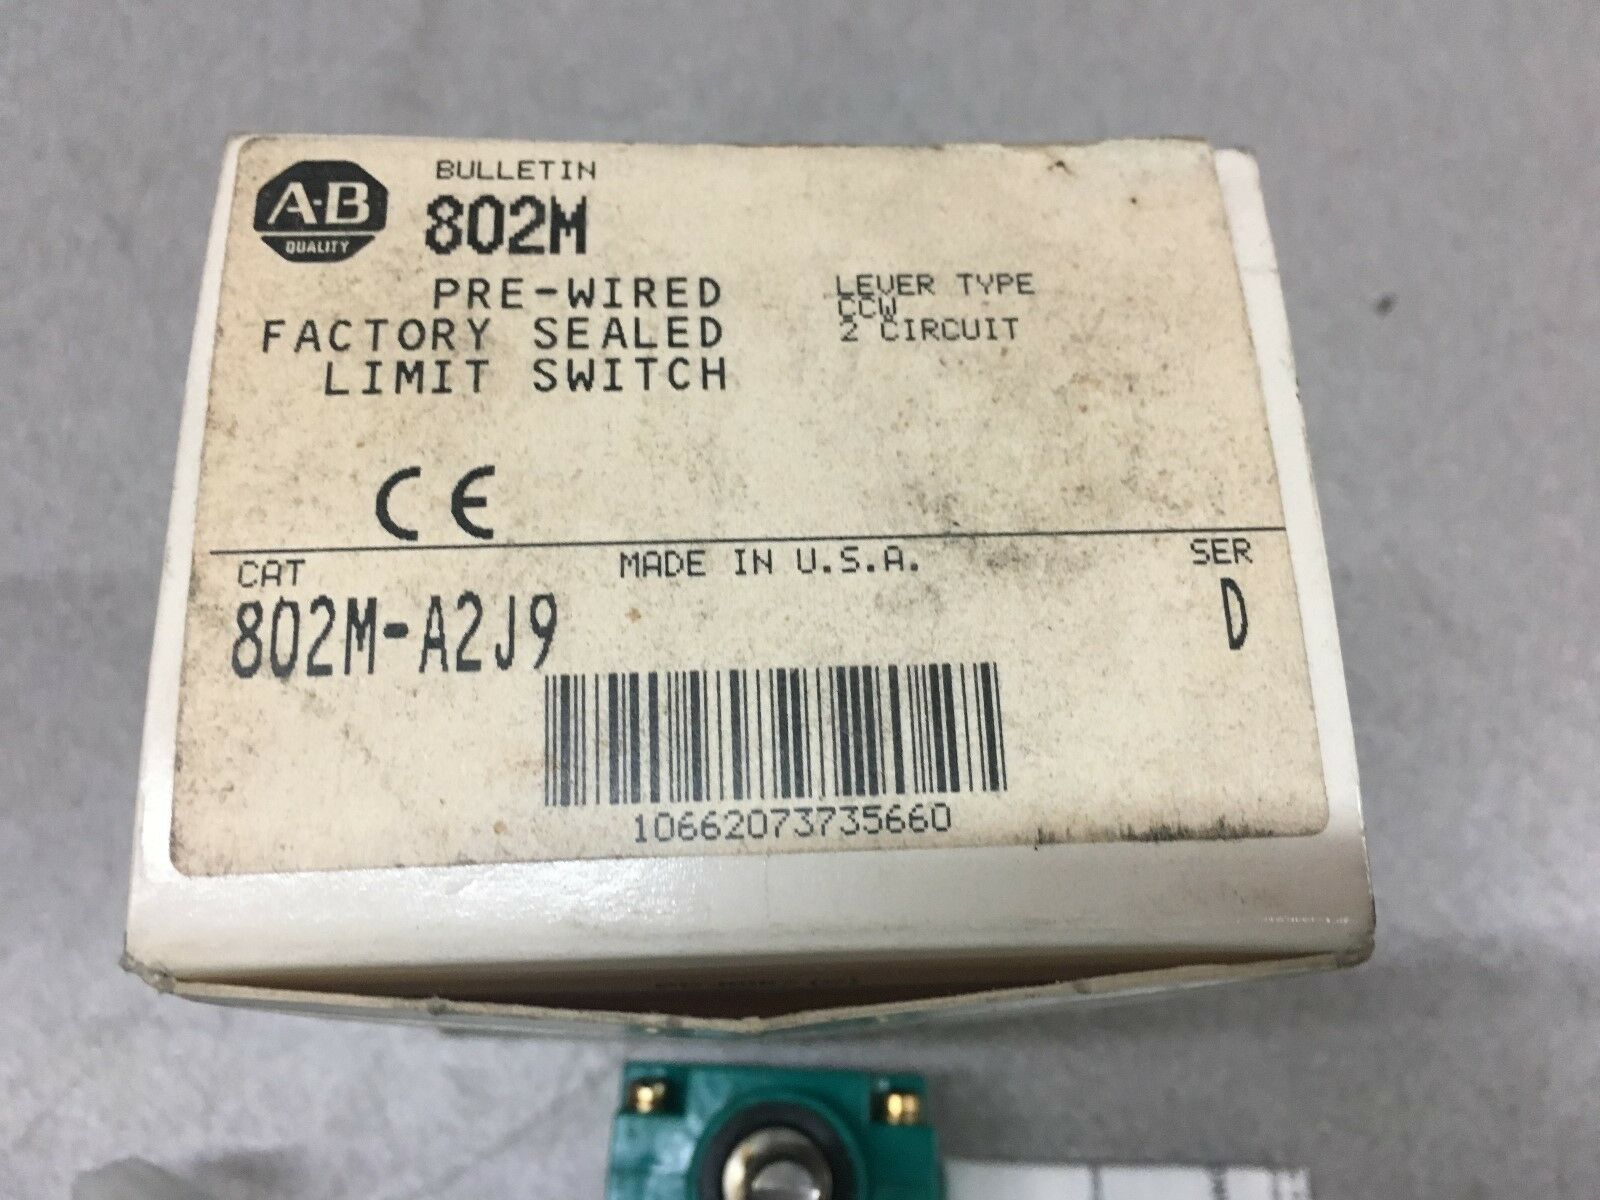 A-B
QUALITY
BULLETIN
802M
PRE-WIRED
FACTORY SEALED
LIMIT SWITCH
LEVER TYPE
CCW
2 CIRCUIT
CE
CAT
802M-A2J9
MADE IN U.S.A.
SER
D
10662073735660